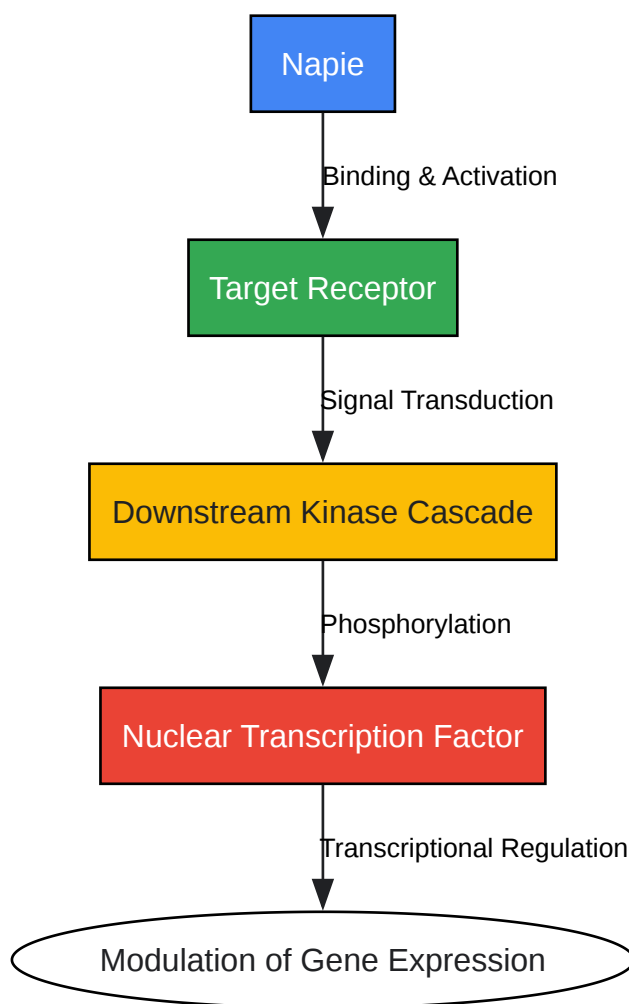 Napie
Binding & Activation
Target Receptor
Signal Transduction
Downstream Kinase Cascade
Phosphorylation
Nuclear Transcription Factor
Transcriptional Regulation
Modulation of Gene Expression